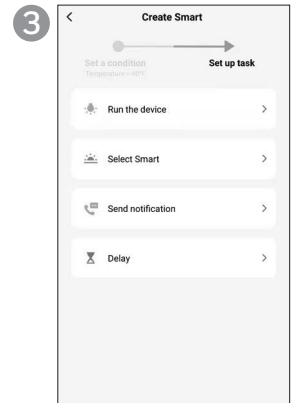 3
Create Smart
Set a condition
Set up task
Run the device
Select Smart
Send notification
Delay